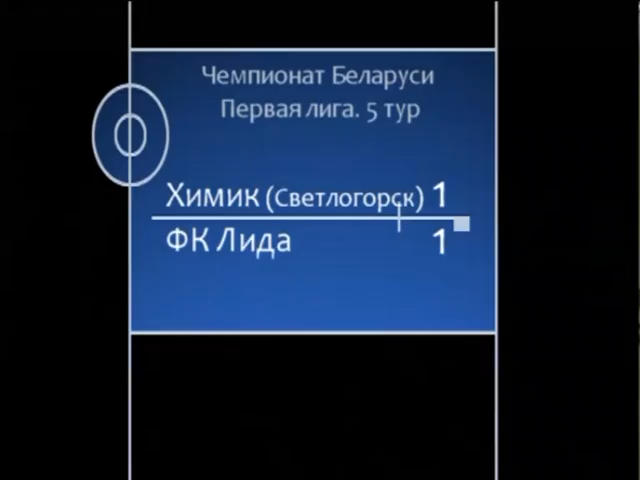 Чемпионат Беларуси
Первая лига. 5 тур
Химик (Светлогорск) 1
ФК Лида 1